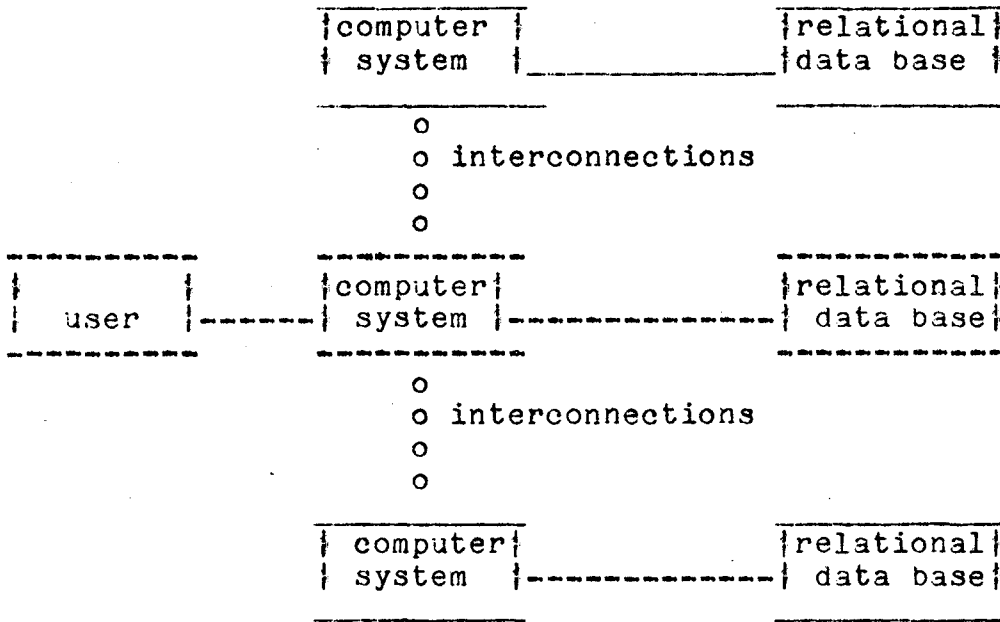 computer relational
system data base
interconnections
computer relational
user system data base
interconnections
computer relational
system data base